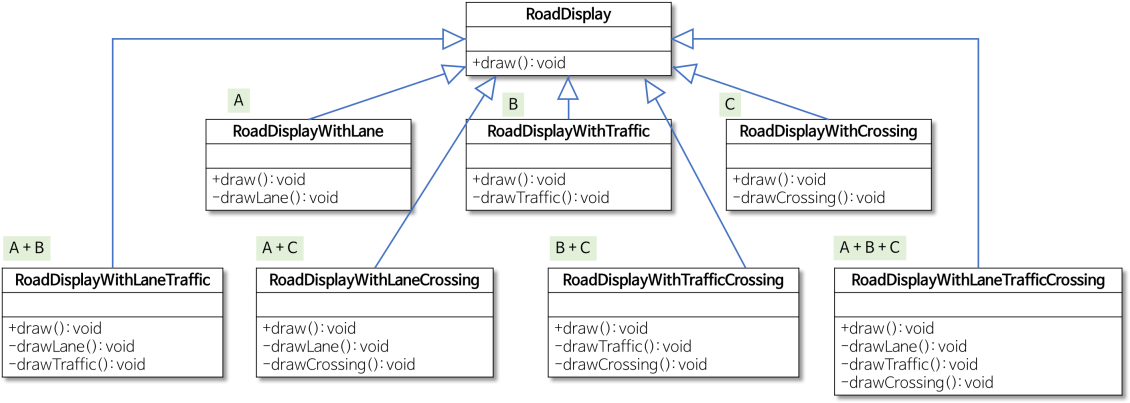 RoadDisplay
+draw(): void
A
RoadDisplayWithLane
+draw(): void
-drawLane(): void
B
RoadDisplayWithTraffic
+draw(): void
-drawTraffic(): void
C
RoadDisplayWithCrossing
+draw(): void
-drawCrossing(): void
A + B
RoadDisplayWithLaneTraffic
+draw(): void
-drawLane(): void
-drawTraffic(): void
A + C
RoadDisplayWithLaneCrossing
+draw(): void
-drawLane(): void
-drawCrossing(): void
B + C
RoadDisplayWithTrafficCrossing
+draw(): void
-drawTraffic(): void
-drawCrossing(): void
A + B + C
RoadDisplayWithLaneTrafficCrossing
+draw(): void
-drawLane(): void
-drawTraffic(): void
-drawCrossing(): void